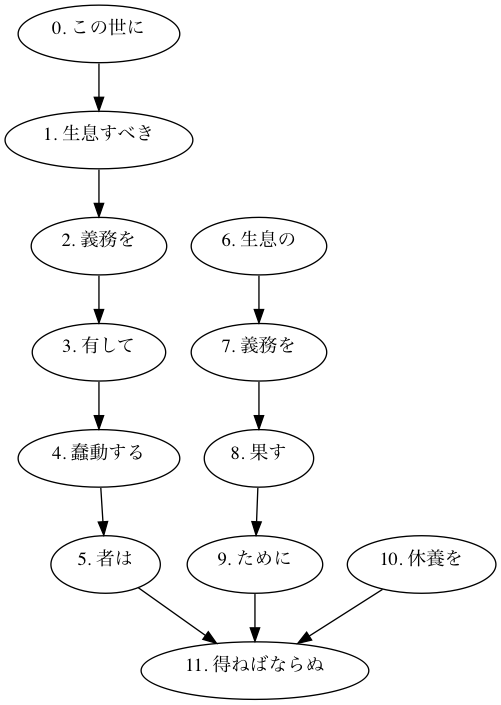 0. この世に
1. 生息すべき
2. 義務を
6. 生息の
3. 有して
7. 義務を
4. 蠢動する
8. 果す
5. 者は
9. ために
10. 休養を
11. 得ねばならぬ